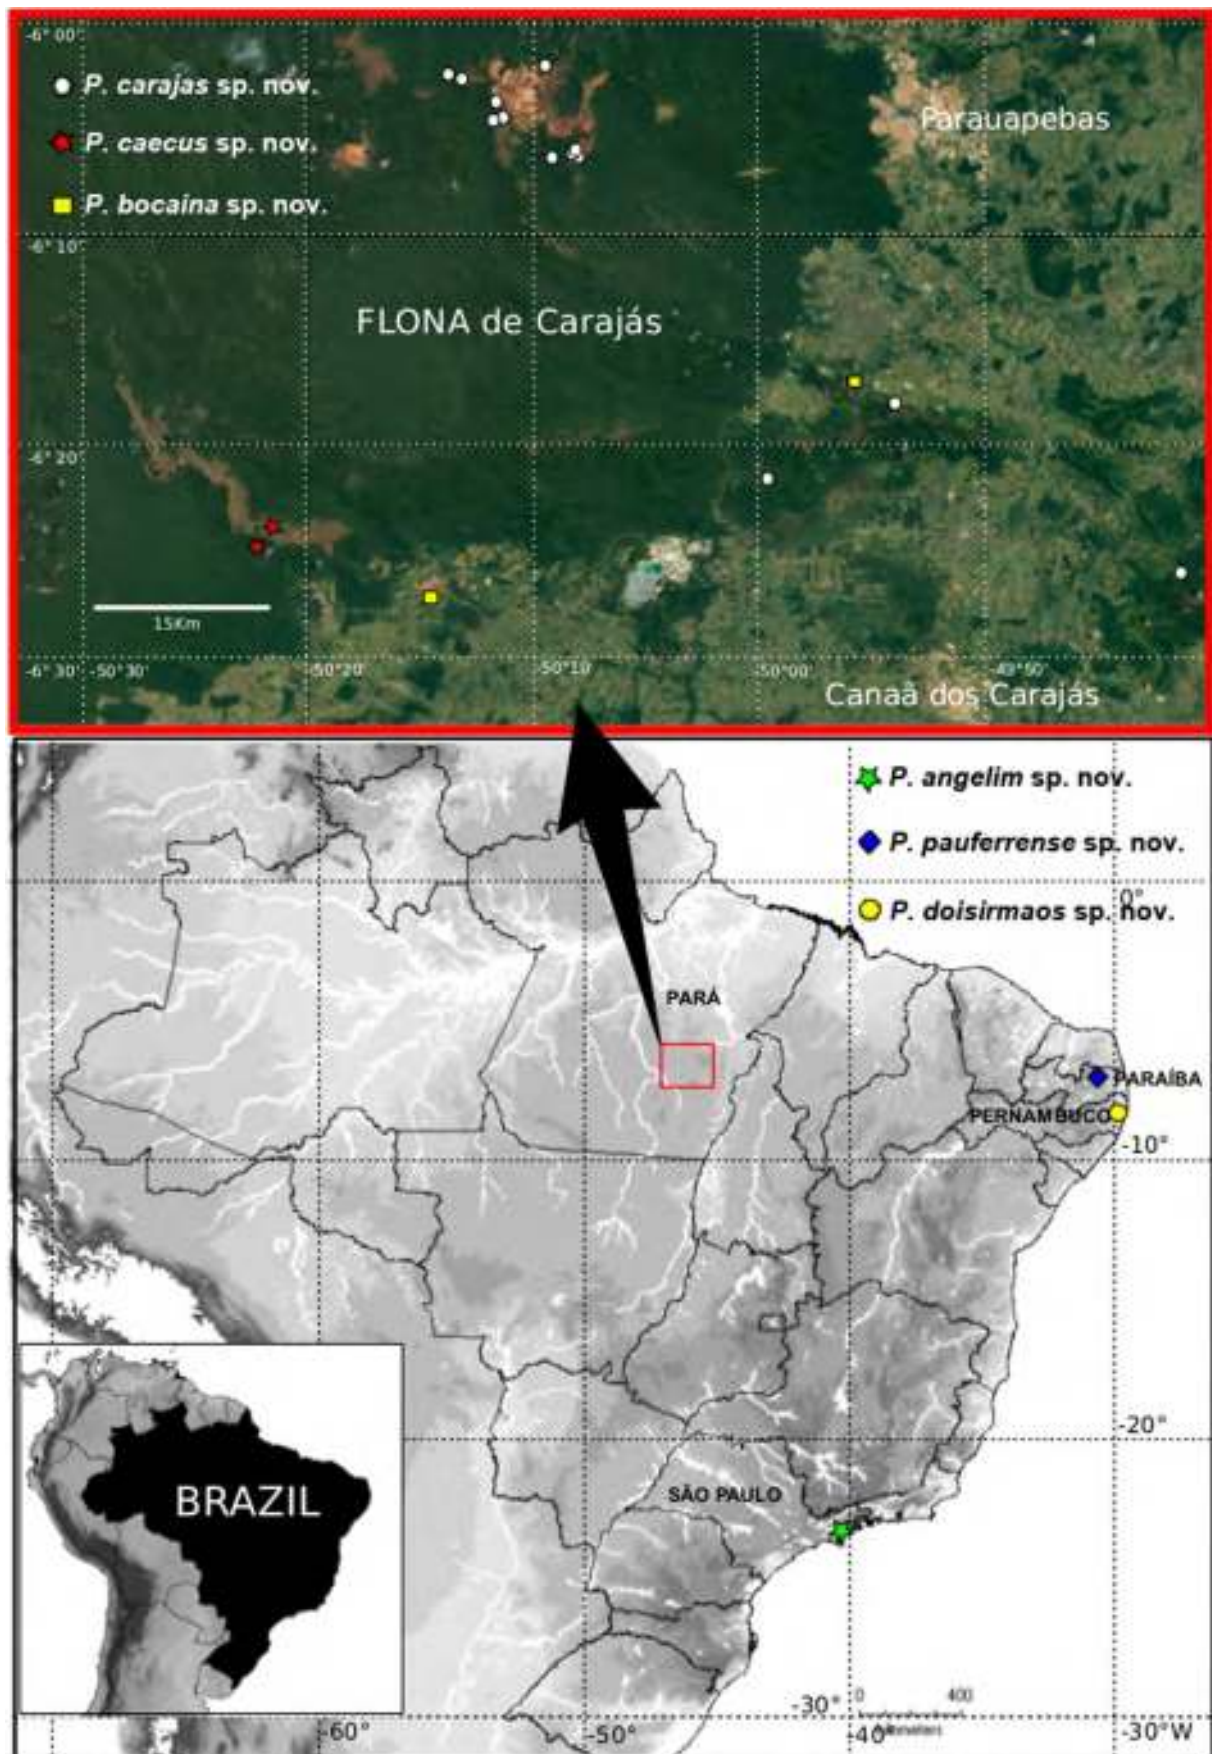 -6° 00'
P. carajas sp. nov.
Parauapebas
P. caecus sp. nov.
P. bocaina sp. nov.
-6° 10'
FLONA de Carajás
-6° 20'
15Km
-6° 30' -50°30' -50°20' -50°10' -50°00' -49°50'
Canaã dos Carajás
P. angelim sp. nov.
P. pauferrense sp. nov.
0°
P. doisirmaos sp. nov.
PARÁ
PARAÍBA
PERNAMBUCO
-10°
-20°
BRAZIL
SÃO PAULO
-30° 0 400
-60° -50° -40° -30°W